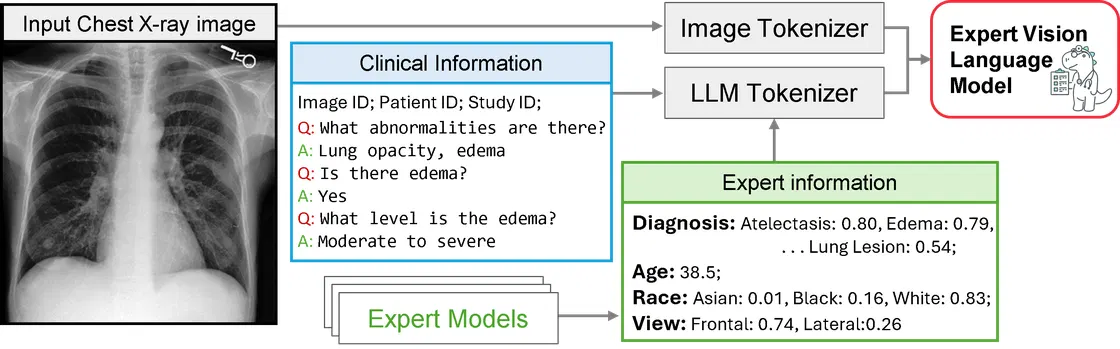 Input Chest X-ray image
Clinical Information
Image ID; Patient ID; Study ID;
Q: What abnormalities are there?
A: Lung opacity, edema
Q: Is there edema?
A: Yes
Q: What level is the edema?
A: Moderate to severe
Expert Models
Image Tokenizer
LLM Tokenizer
Expert information
Diagnosis: Atelectasis: 0.80, Edema: 0.79,
... Lung Lesion: 0.54;
Age: 38.5;
Race: Asian: 0.01, Black: 0.16, White: 0.83;
View: Frontal: 0.74, Lateral:0.26
Expert Vision
Language
Model